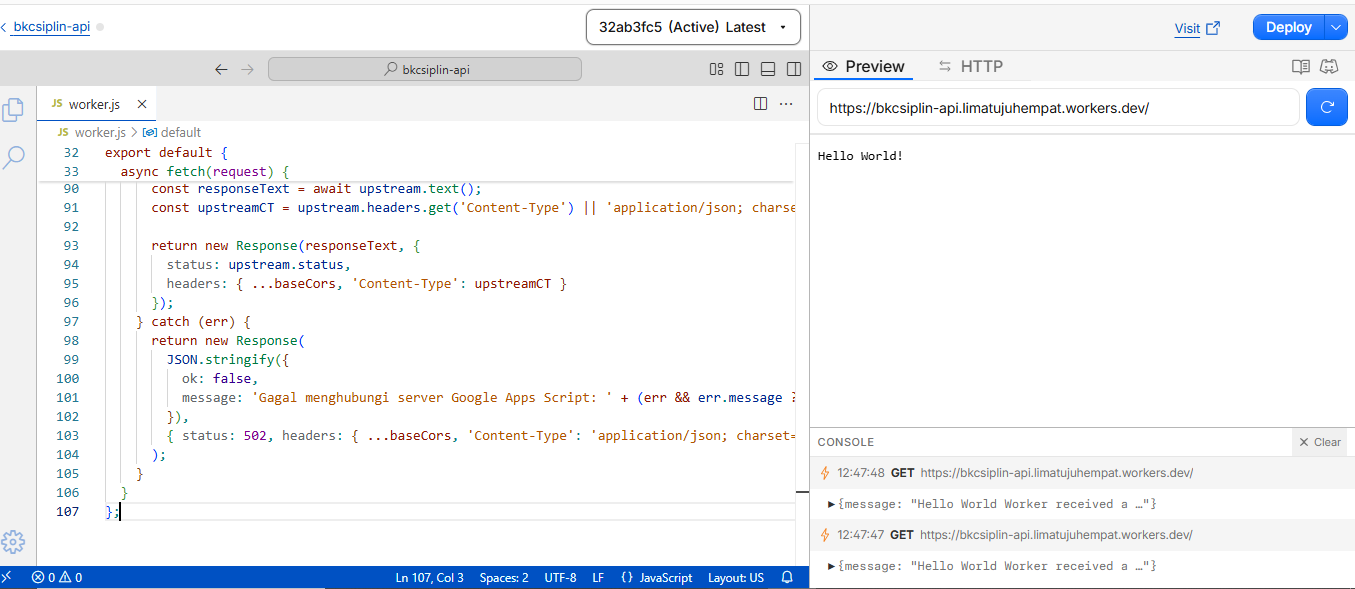 bkcsiplin-api
32ab3fc5 (Active) Latest
Visit
Deploy
bkcsiplin-api
Preview
HTTP
JS worker.js
https://bkcsiplin-api.limatujuhempat.workers.dev/
JS worker.js > default
32 export default {
33 async fetch(request) {
90 const responseText = await upstream.text();
91 const upstreamCT = upstream.headers.get('Content-Type') || 'application/json; charse
92
93 return new Response(responseText, {
94 status: upstream.status,
95 headers: { ...baseCors, 'Content-Type': upstreamCT }
96 });
97 } catch (err) {
98 return new Response(
99 JSON.stringify({
100 ok: false,
101 message: 'Gagal menghubungi server Google Apps Script: ' + (err && err.message ?
102 }),
103 { status: 502, headers: { ...baseCors, 'Content-Type': 'application/json; charset=
104 );
105 }
106 }
107 };
Hello World!
CONSOLE
Clear
12:47:48 GET https://bkcsiplin-api.limatujuhempat.workers.dev/
{message: "Hello World Worker received a …"}
12:47:47 GET https://bkcsiplin-api.limatujuhempat.workers.dev/
{message: "Hello World Worker received a …"}
0 0
Ln 107, Col 3 Spaces: 2 UTF-8 LF {} JavaScript Layout: US